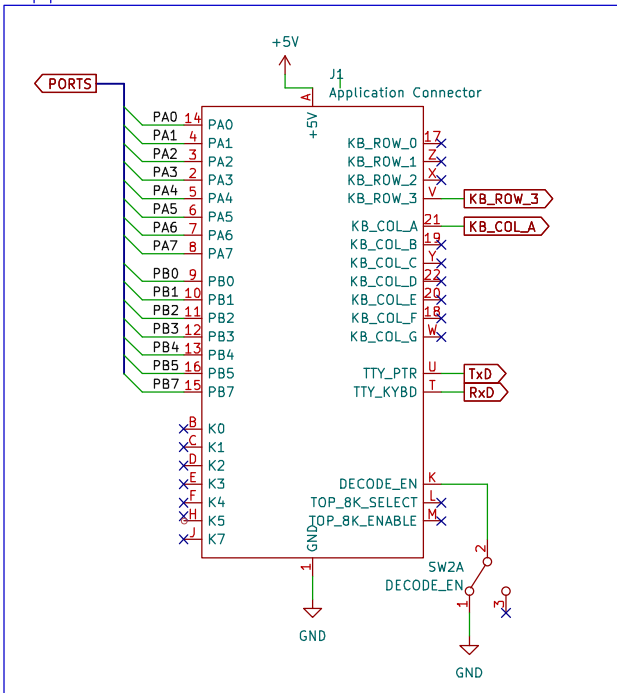 +5V
J1
Application Connector
PORTS
A
+5V
PA0 14 PA0
PA1 4 PA1
PA2 3 PA2
PA3 2 PA3
PA4 5 PA4
PA5 6 PA5
PA6 7 PA6
PA7 8 PA7
PB0 9 PB0
PB1 10 PB1
PB2 11 PB2
PB3 12 PB3
PB4 13 PB4
PB5 16 PB5
PB7 15 PB7
B K0
C K1
D K2
E K3
F K4
H K5
J K7
KB_ROW_0 17
KB_ROW_1 Z
KB_ROW_2 X
KB_ROW_3 V KB_ROW_3
KB_COL_A 21 KB_COL_A
KB_COL_B 19
KB_COL_C Y
KB_COL_D 22
KB_COL_E 20
KB_COL_F 18
KB_COL_G W
TTY_PTR U TxD
TTY_KYBD T RxD
DECODE_EN K
TOP_8K_SELECT L
TOP_8K_ENABLE M
GND
1
GND
SW2A
DECODE_EN
2
1
3
GND